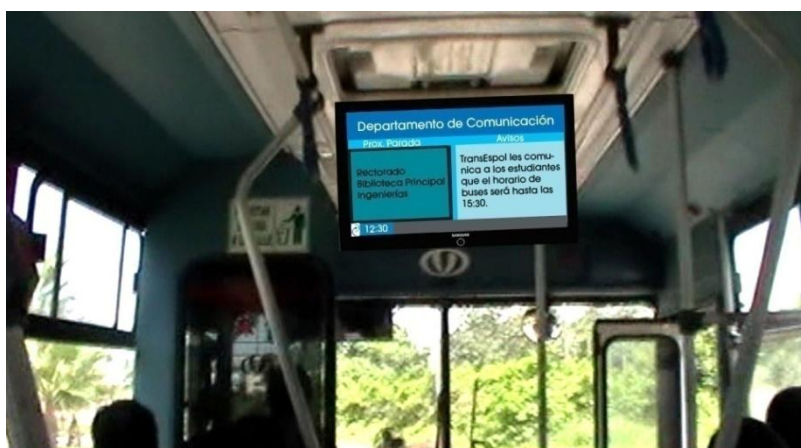 Departamento de Comunicación
Prox. Parada
Avisos
Rectorado
Biblioteca Principal
Ingenierías
TransEspol les comu-
nica a los estudiantes
que el horario de
buses será hasta las
15:30.
12:30
SAMSUNG